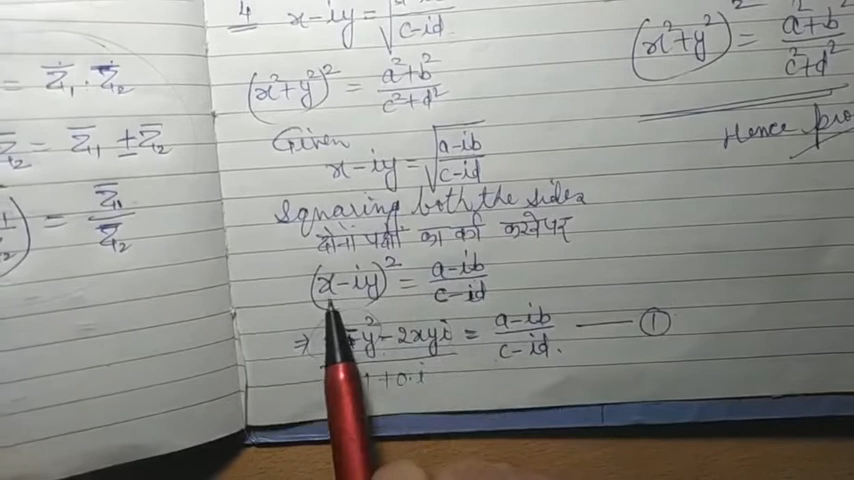 = z̅₁ . z̅₂
z̅₂ = z̅₁ ± z̅₂
= z̅₁/z̅₂
4 x-iy = √(a-ib/c-id)
(x²+y²)² = a²+b²/c²+d²
Given
x-iy = √(a-ib/c-id)
Squaring both the sides
दोनों पक्षों का वर्ग करने पर
(x-iy)² = a-ib/c-id
⇒ y²-2xyi = a-ib/c-id. —— ①
+0.i
(x²+y²)² = a²+b²/c²+d²
Hence